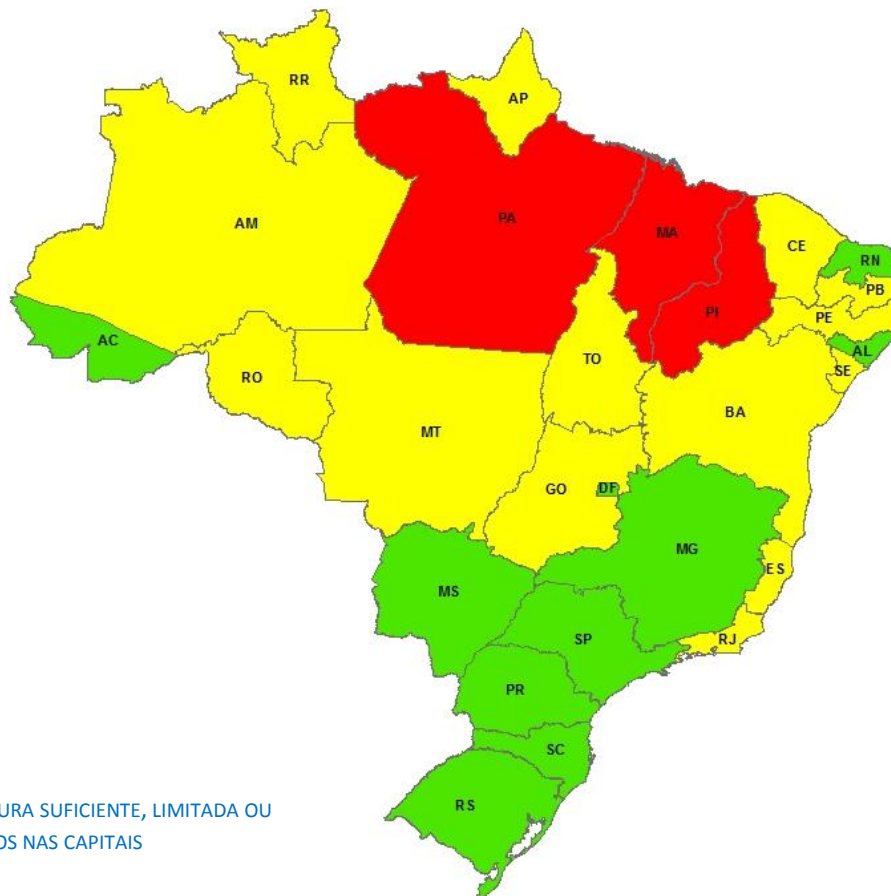 RR
AP
AM
PA
MA
CE
RN
PB
PI
PE
AC
AL
TO
SE
RO
BA
MT
GO
DF
MG
ES
MS
SP
RJ
PR
SC
RS
URA SUFICIENTE, LIMITADA OU
OS NAS CAPITAIS